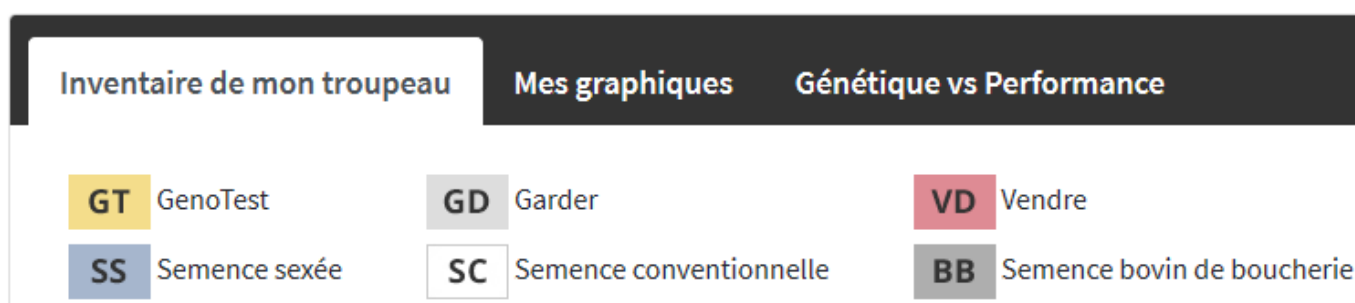 Inventaire de mon troupeau Mes graphiques Génétique vs Performance
GT GenoTest GD Garder VD Vendre
SS Semence sexée SC Semence conventionnelle BB Semence bovin de boucherie